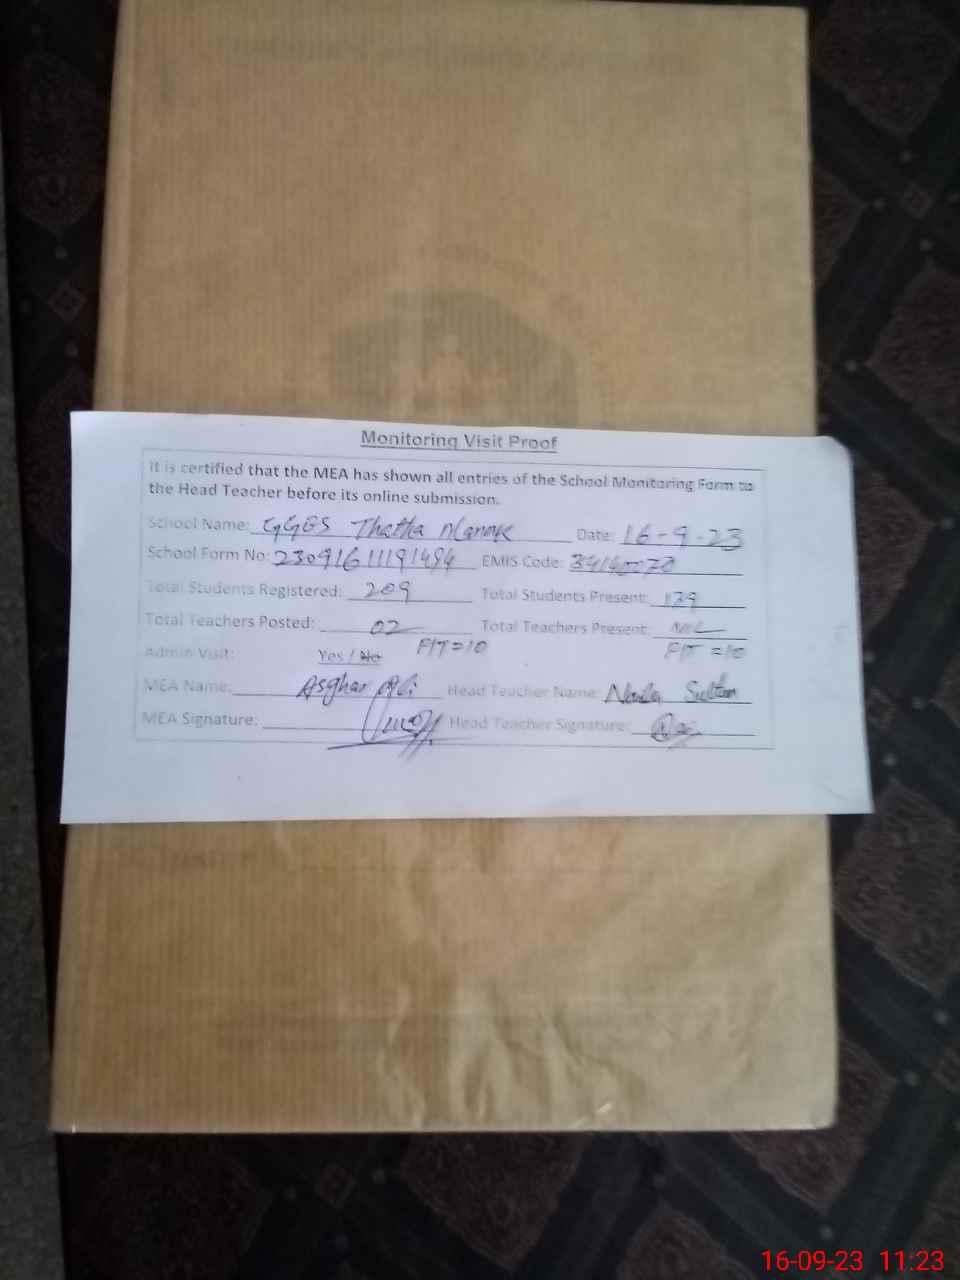 Monitoring Visit Proof
It is certified that the MEA has shown all entries of the School Monitoring Form to
the Head Teacher before its online submission.
School Name: GGES Thatha Manak Date: 16-9-23
School Form No: 23091611191494 EMIS Code:
Total Students Registered: 209 Total Students Present: 139
Total Teachers Posted: 02 Total Teachers Present: NIL
FIT=10 FIT=10
Admin Visit: Yes / No
MEA Name: Asghar Ali Head Teacher Name: Naila Sultan
MEA Signature: Head Teacher Signature:
16-09-23 11:23